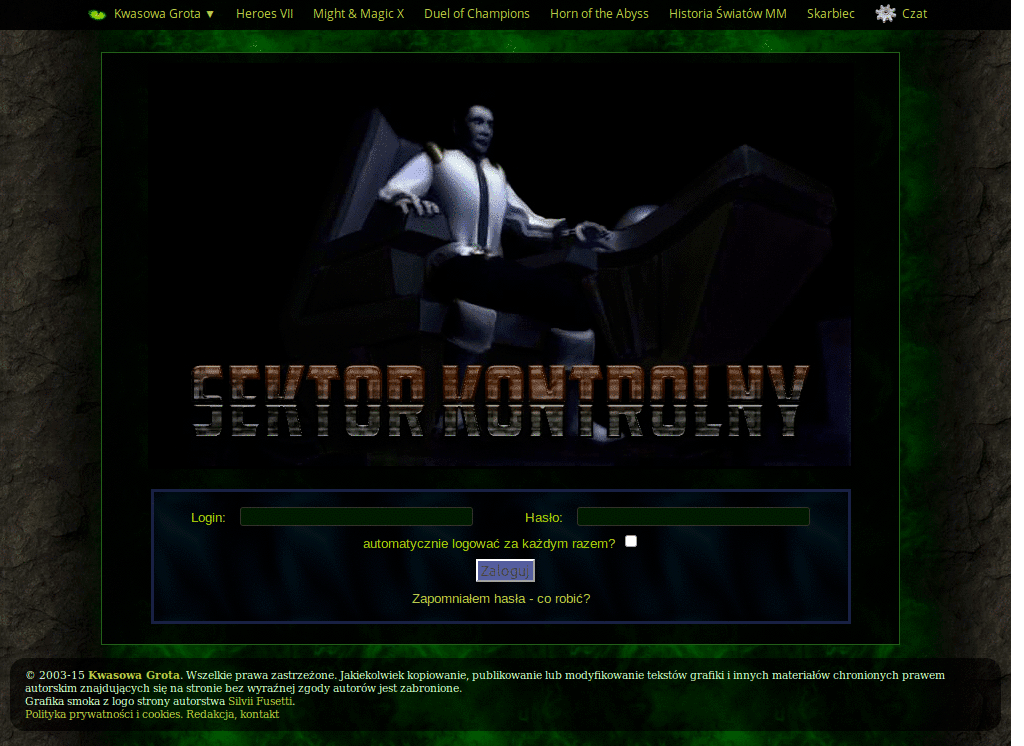 Kwasowa Grota ▼ Heroes VII Might & Magic X Duel of Champions Horn of the Abyss Historia Światów MM Skarbiec Czat
SEKTOR KONTROLNY
Login: Hasło:
automatycznie logować za każdym razem?
Zaloguj
Zapomniałem hasła - co robić?
© 2003-15 Kwasowa Grota. Wszelkie prawa zastrzeżone. Jakiekolwiek kopiowanie, publikowanie lub modyfikowanie tekstów grafiki i innych materiałów chronionych prawem
autorskim znajdujących się na stronie bez wyraźnej zgody autorów jest zabronione.
Grafika smoka z logo strony autorstwa Silvii Fusetti.
Polityka prywatności i cookies. Redakcja, kontakt